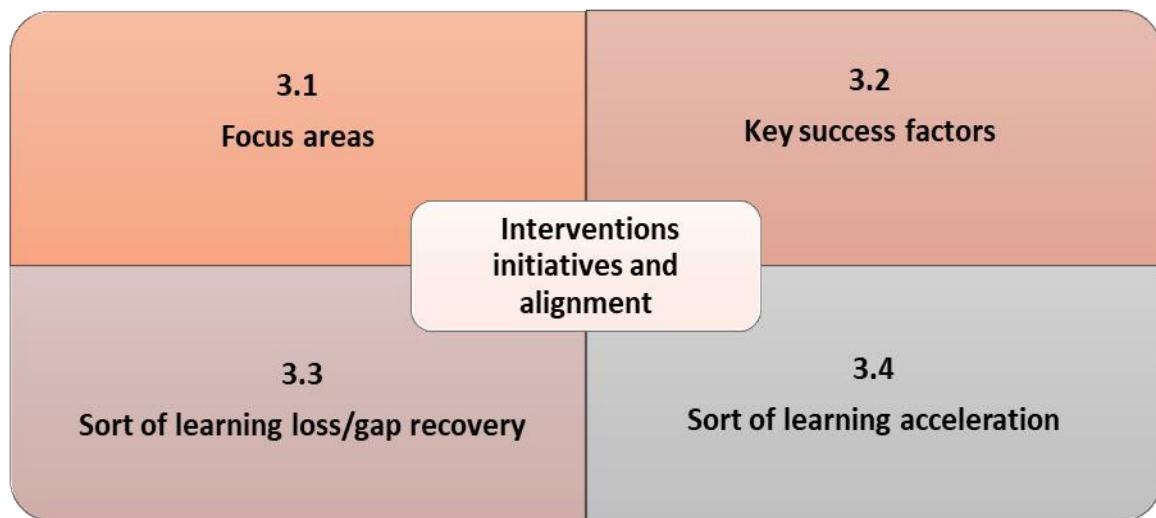 3.1
Focus areas
3.2
Key success factors
Interventions
initiatives and
alignment
3.3
Sort of learning loss/gap recovery
3.4
Sort of learning acceleration